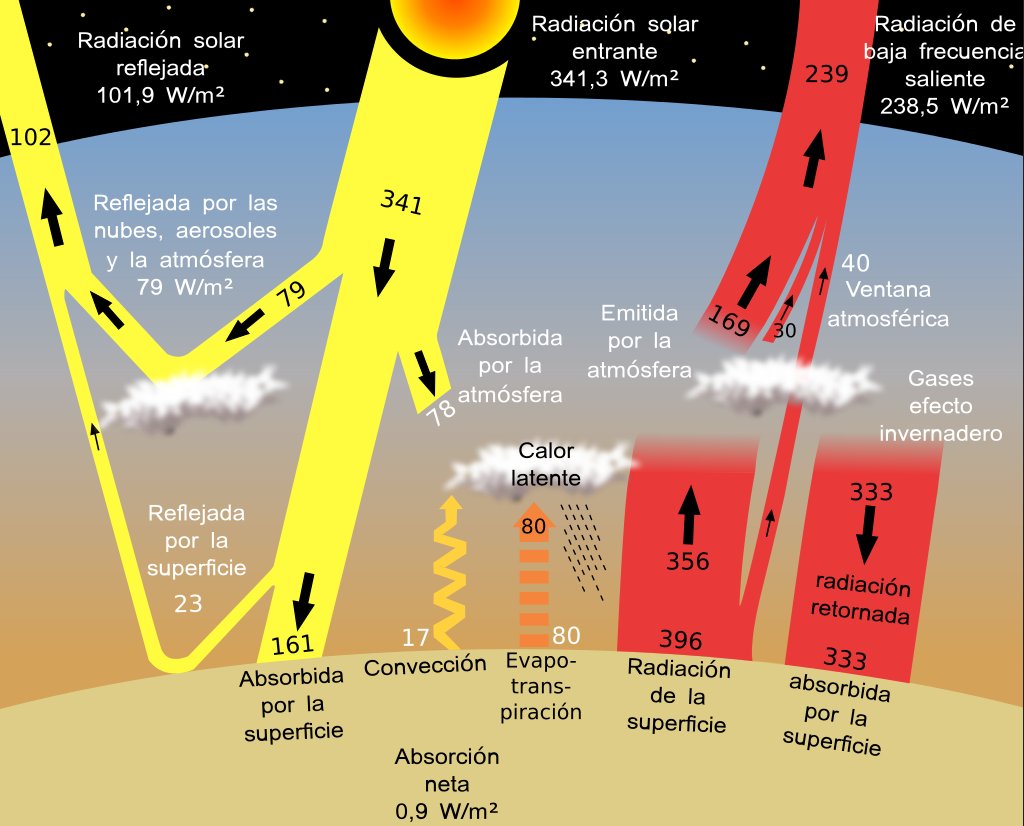 Radiación solar
reflejada
101,9 W/m²
Radiación solar
entrante
341,3 W/m²
239
Radiación de
baja frecuencia
saliente
238,5 W/m²
102
341
Reflejada por las
nubes, aerosoles
y la atmósfera
79 W/m²
79
40
Ventana
atmosférica
Emitida
por la
atmósfera
169
30
Absorbida
por la
atmósfera
78
Gases
efecto
invernadero
Calor
latente
80
333
radiación
retornada
356
Reflejada
por la
superficie
23
161
Absorbida
por la
superficie
17
Convección
80
Evapo-
trans-
piración
396
Radiación
de la
superficie
333
absorbida
por la
superficie
Absorción
neta
0,9 W/m²